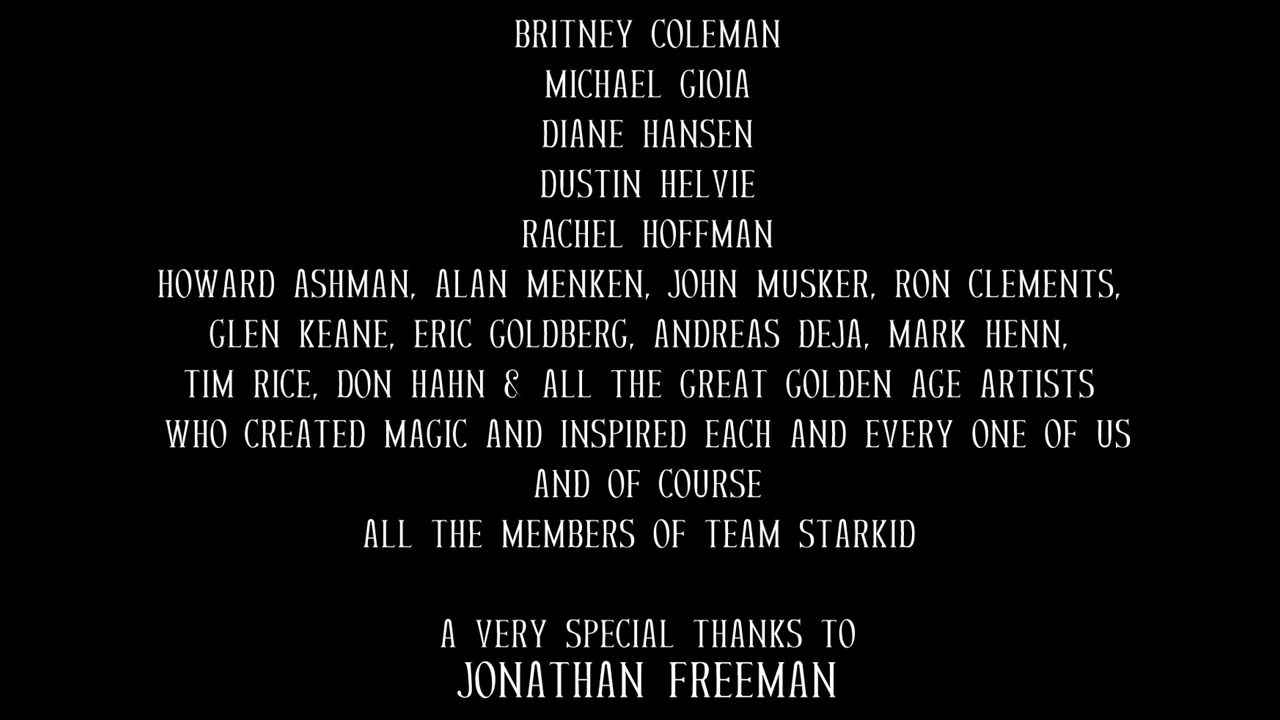 BRITNEY COLEMAN
MICHAEL GIOIA
DIANE HANSEN
DUSTIN HELVIE
RACHEL HOFFMAN
HOWARD ASHMAN, ALAN MENKEN, JOHN MUSKER, RON CLEMENTS,
GLEN KEANE, ERIC GOLDBERG, ANDREAS DEJA, MARK HENN,
TIM RICE, DON HAHN & ALL THE GREAT GOLDEN AGE ARTISTS
WHO CREATED MAGIC AND INSPIRED EACH AND EVERY ONE OF US
AND OF COURSE
ALL THE MEMBERS OF TEAM STARKID
A VERY SPECIAL THANKS TO
JONATHAN FREEMAN